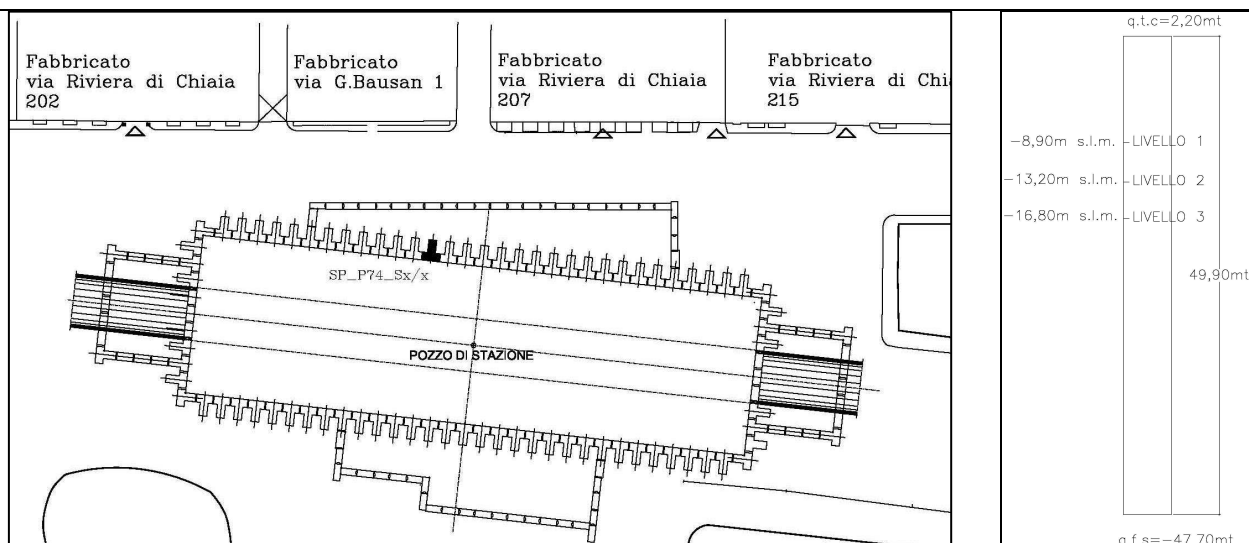 Fabbricato
via Riviera di Chiaia
202
Fabbricato
via G.Bausan 1
Fabbricato
via Riviera di Chiaia
207
Fabbricato
via Riviera di Chi
215
SP_P74_Sx/x
POZZO DI STAZIONE
q.t.c=2,20mt
-8,90m s.l.m. LIVELLO 1
-13,20m s.l.m. LIVELLO 2
-16,80m s.l.m. LIVELLO 3
49,90mt
q.f.s=-47,70mt